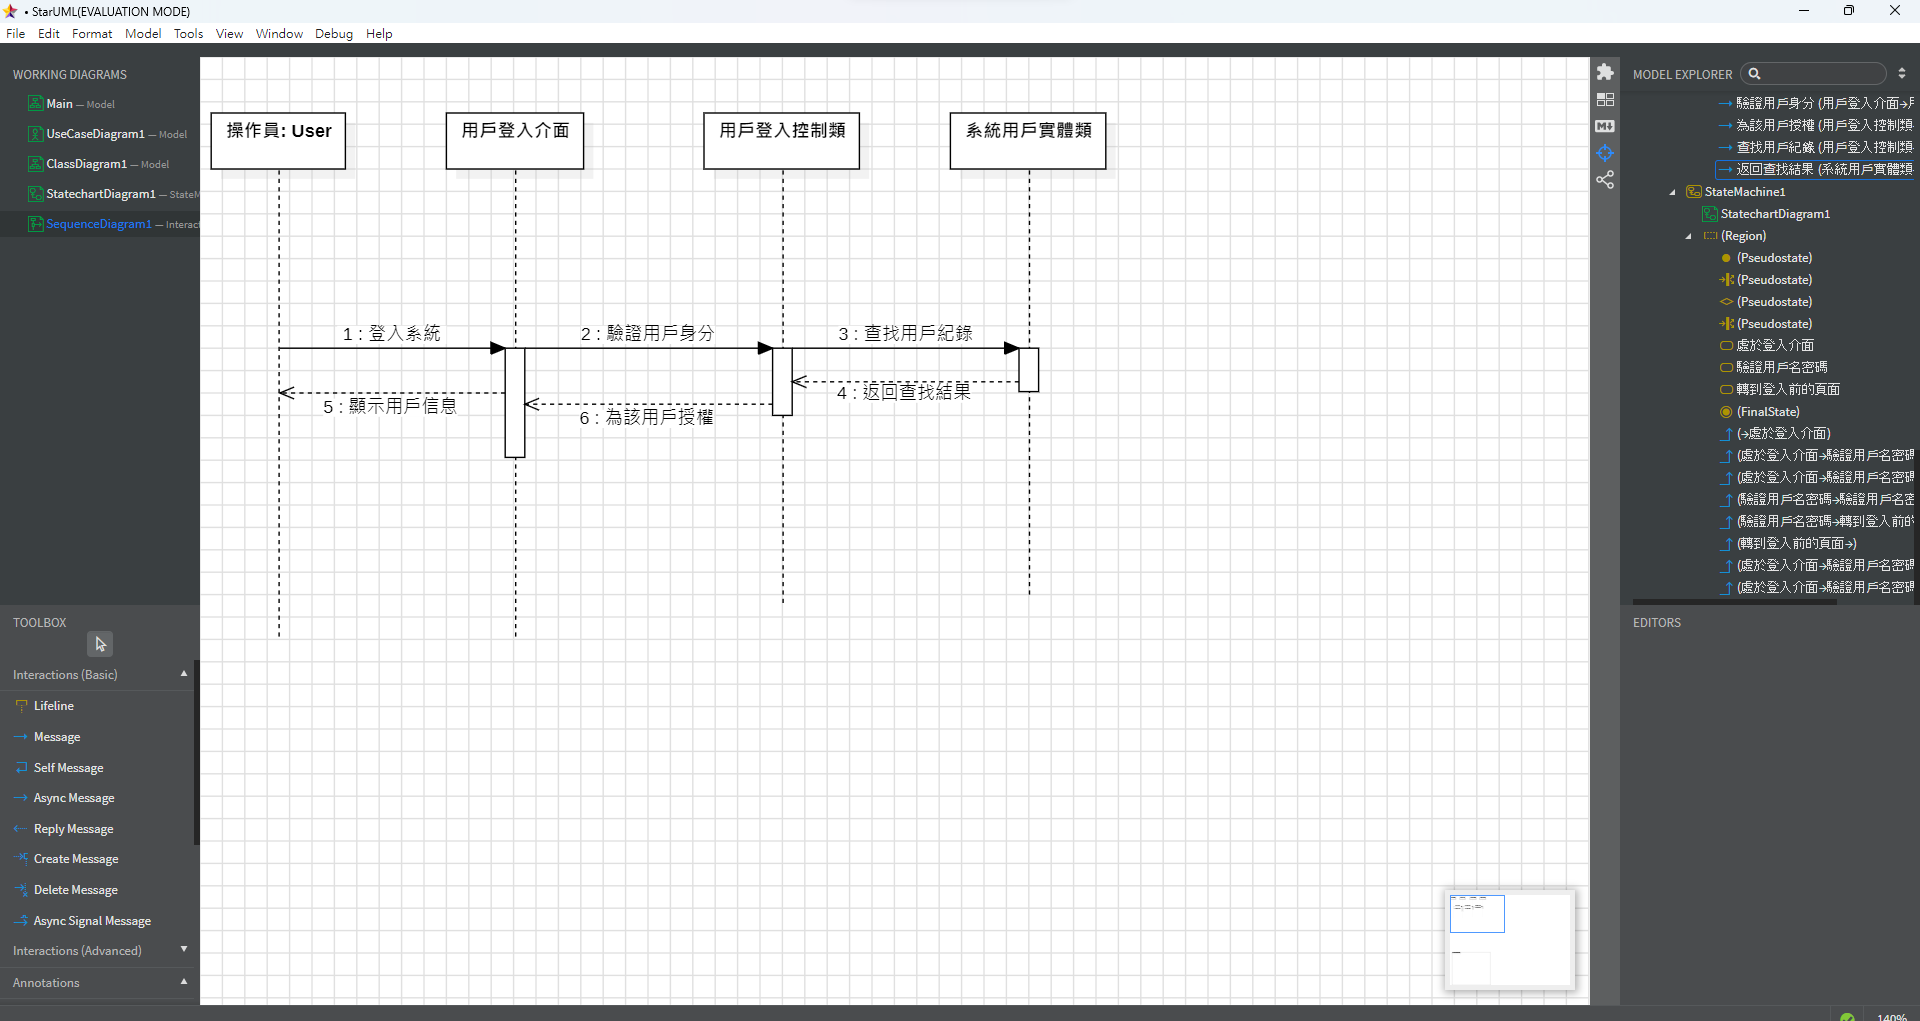 • StarUML(EVALUATION MODE)
File Edit Format Model Tools View Window Debug Help
WORKING DIAGRAMS
Main — Model
UseCaseDiagram1 — Model
ClassDiagram1 — Model
StatechartDiagram1 — StateM
SequenceDiagram1 — Interact
TOOLBOX
Interactions (Basic)
Lifeline
Message
Self Message
Async Message
Reply Message
Create Message
Delete Message
Async Signal Message
Interactions (Advanced)
Annotations
操作員: User
用戶登入介面
用戶登入控制類
系統用戶實體類
1 : 登入系統
2 : 驗證用戶身分
3 : 查找用戶紀錄
4 : 返回查找結果
5 : 顯示用戶信息
6 : 為該用戶授權
MODEL EXPLORER
驗證用戶身分 (用戶登入介面→
為該用戶授權 (用戶登入控制類
查找用戶紀錄 (用戶登入控制類
返回查找結果 (系統用戶實體類
StateMachine1
StatechartDiagram1
(Region)
(Pseudostate)
(Pseudostate)
(Pseudostate)
(Pseudostate)
處於登入介面
驗證用戶名密碼
轉到登入前的頁面
(FinalState)
(→處於登入介面)
(處於登入介面→驗證用戶名密碼
(處於登入介面→驗證用戶名密碼
(驗證用戶名密碼→驗證用戶名密
(驗證用戶名密碼→轉到登入前的
(轉到登入前的頁面→)
(處於登入介面→驗證用戶名密碼
(處於登入介面→驗證用戶名密碼
EDITORS
140%